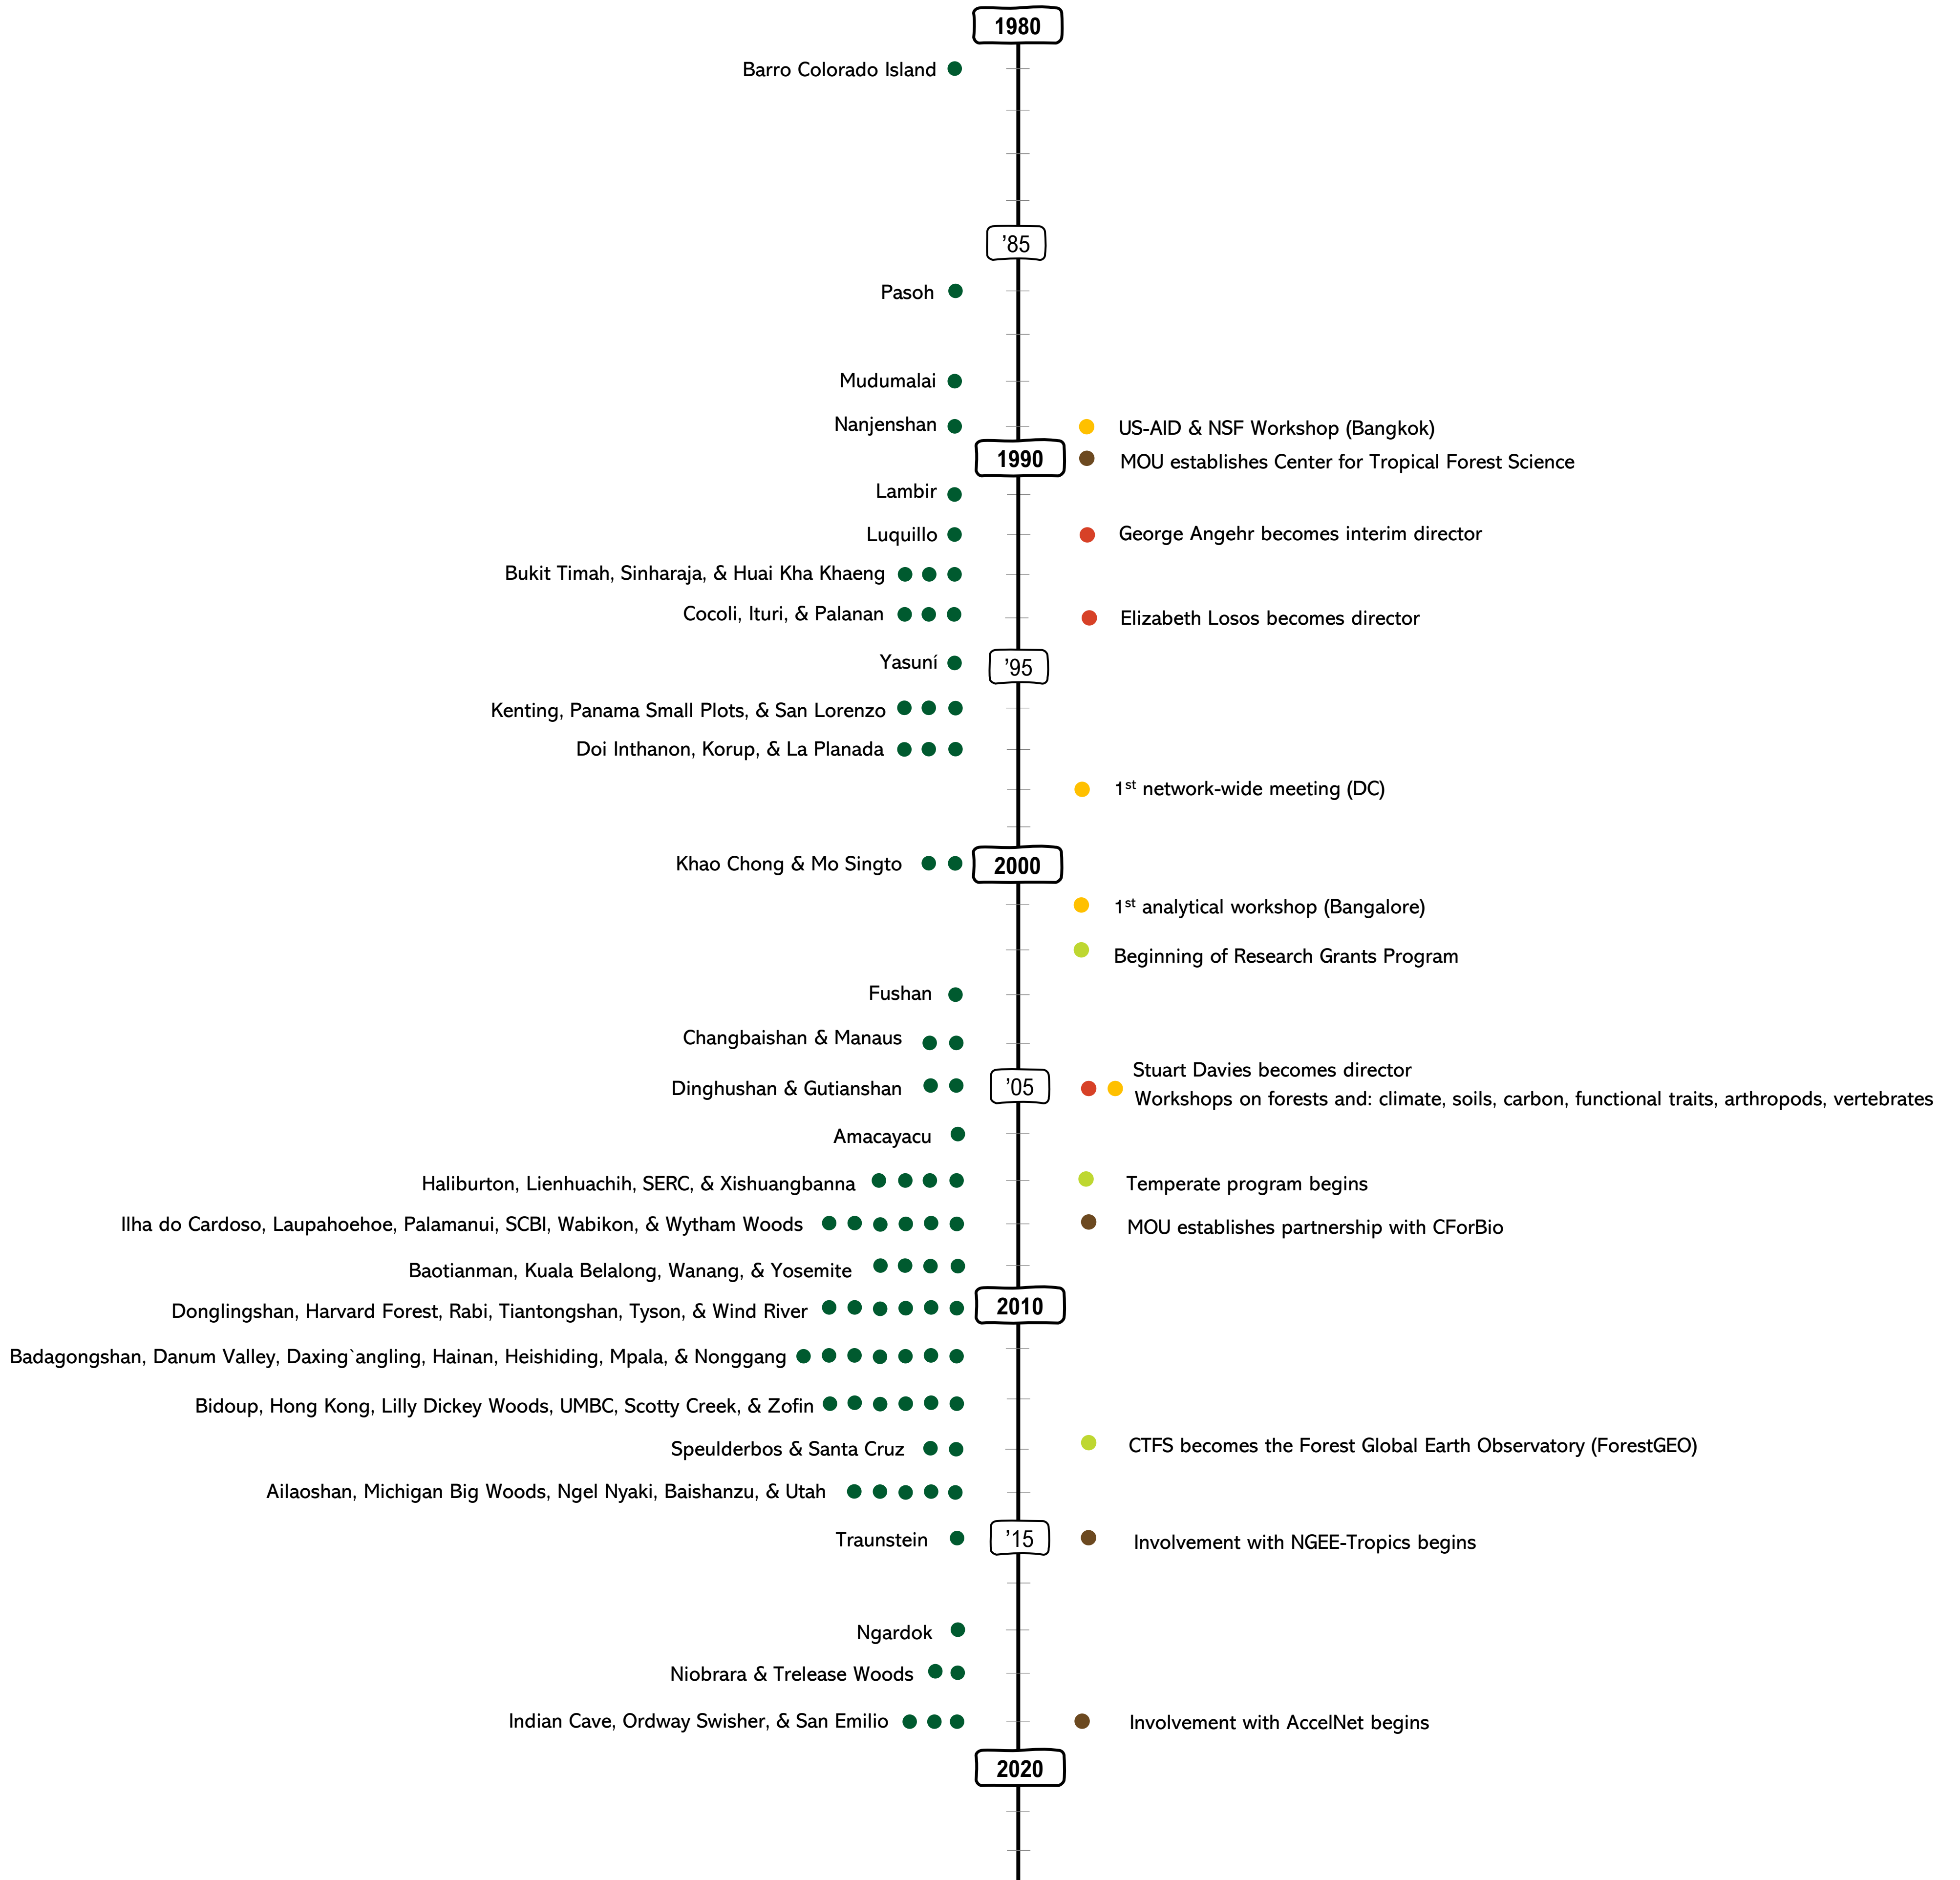 1980
Barro Colorado Island
’85
Pasoh
Mudumalai
Nanjenshan
US-AID & NSF Workshop (Bangkok)
1990
MOU establishes Center for Tropical Forest Science
Lambir
Luquillo
George Angehr becomes interim director
Bukit Timah, Sinharaja, & Huai Kha Khaeng
Cocoli, Ituri, & Palanan
Elizabeth Losos becomes director
Yasuní
’95
Kenting, Panama Small Plots, & San Lorenzo
Doi Inthanon, Korup, & La Planada
1st network-wide meeting (DC)
Khao Chong & Mo Singto
2000
1st analytical workshop (Bangalore)
Beginning of Research Grants Program
Fushan
Changbaishan & Manaus
Dinghushan & Gutianshan
’05
Stuart Davies becomes director
Workshops on forests and: climate, soils, carbon, functional traits, arthropods, vertebrates
Amacayacu
Haliburton, Lienhuachih, SERC, & Xishuangbanna
Temperate program begins
Ilha do Cardoso, Laupahoehoe, Palamanui, SCBI, Wabikon, & Wytham Woods
MOU establishes partnership with CForBio
Baotianman, Kuala Belalong, Wanang, & Yosemite
Donglingshan, Harvard Forest, Rabi, Tiantongshan, Tyson, & Wind River
2010
Badagongshan, Danum Valley, Daxing`angling, Hainan, Heishiding, Mpala, & Nonggang
Bidoup, Hong Kong, Lilly Dickey Woods, UMBC, Scotty Creek, & Zofin
Speulderbos & Santa Cruz
CTFS becomes the Forest Global Earth Observatory (ForestGEO)
Ailaoshan, Michigan Big Woods, Ngel Nyaki, Baishanzu, & Utah
Traunstein
’15
Involvement with NGEE-Tropics begins
Ngardok
Niobrara & Trelease Woods
Indian Cave, Ordway Swisher, & San Emilio
Involvement with AccelNet begins
2020